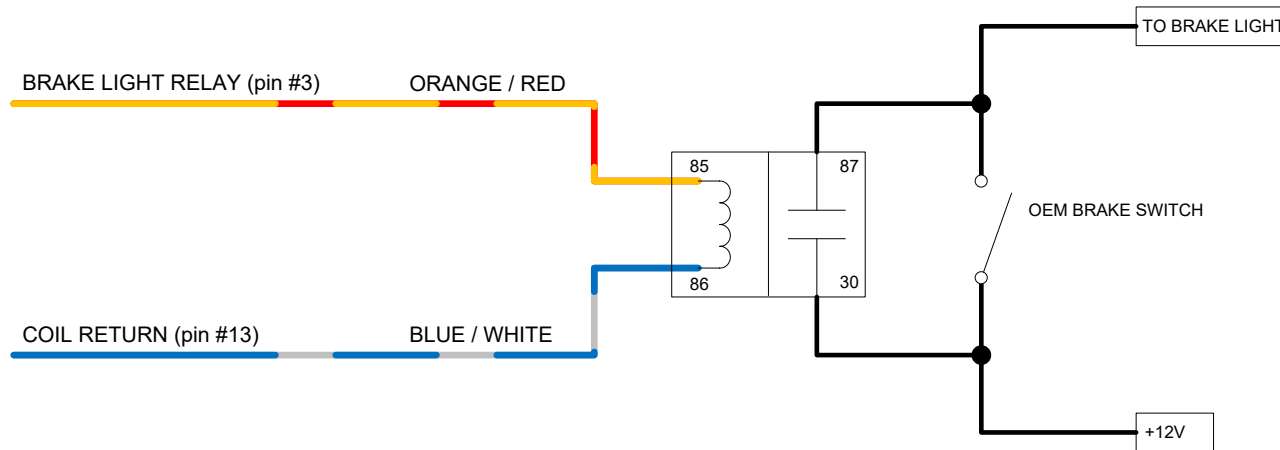 TO BRAKE LIGHT
BRAKE LIGHT RELAY (pin #3) ORANGE / RED
85 87
OEM BRAKE SWITCH
86 30
COIL RETURN (pin #13) BLUE / WHITE
+12V